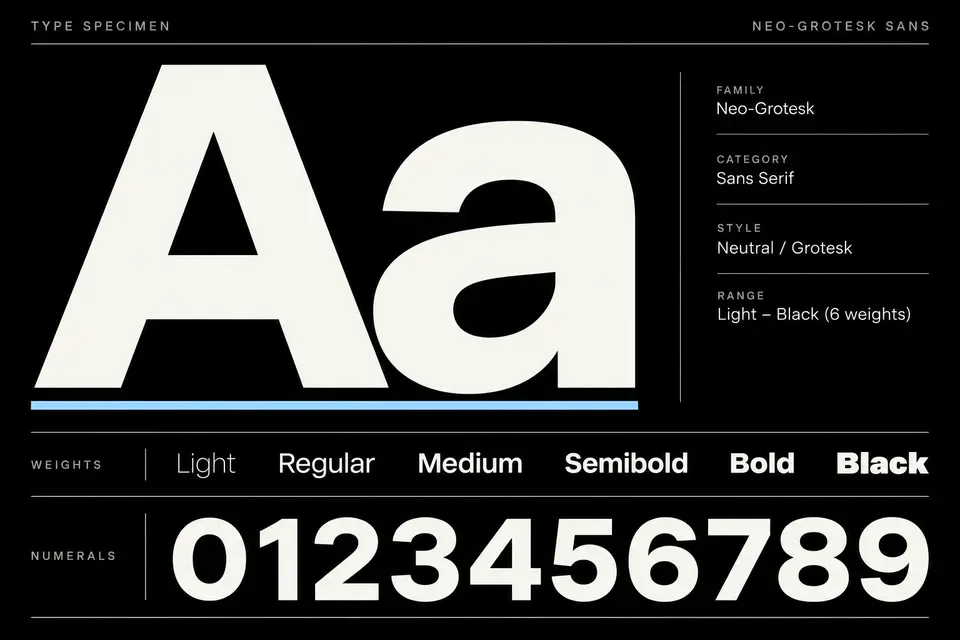 TYPE SPECIMEN
NEO-GROTESK SANS
Aa
FAMILY
Neo-Grotesk
CATEGORY
Sans Serif
STYLE
Neutral / Grotesk
RANGE
Light – Black (6 weights)
WEIGHTS
Light Regular Medium Semibold Bold Black
NUMERALS
0123456789